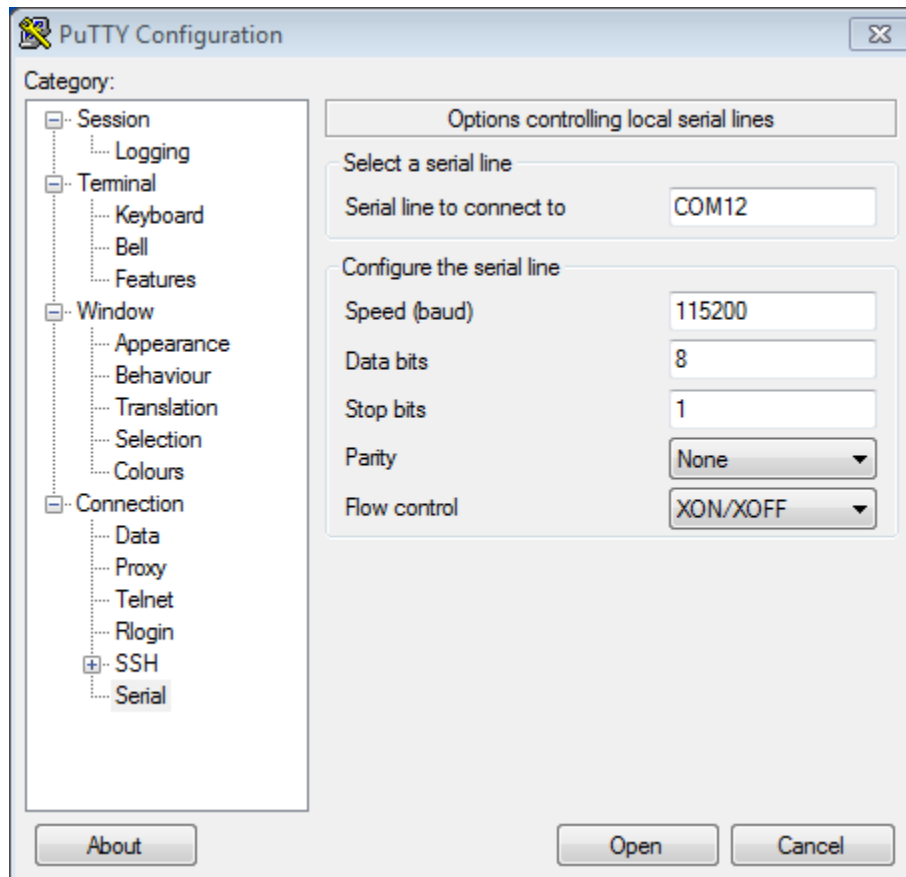 PuTTY Configuration
Category:
Session
Logging
Terminal
Keyboard
Bell
Features
Window
Appearance
Behaviour
Translation
Selection
Colours
Connection
Data
Proxy
Telnet
Rlogin
SSH
Serial
Options controlling local serial lines
Select a serial line
Serial line to connect to COM12
Configure the serial line
Speed (baud) 115200
Data bits 8
Stop bits 1
Parity None
Flow control XON/XOFF
About Open Cancel